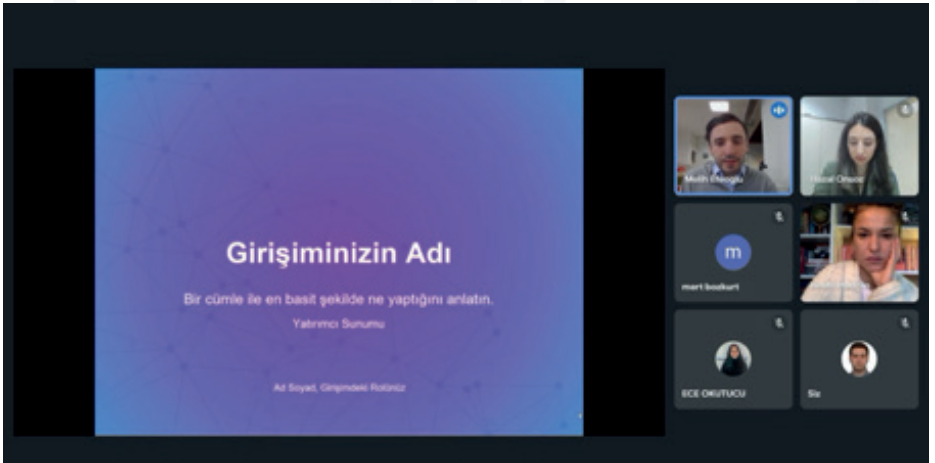 Girişiminizin Adı
Bir cümle ile en basit şekilde ne yaptığını anlatın.
Yatırımcı Sunumu
Ad Soyad, Girişimdeki Rolünüz
Melih
m
mert bozkurt
ECE OKUTUCU
Siz